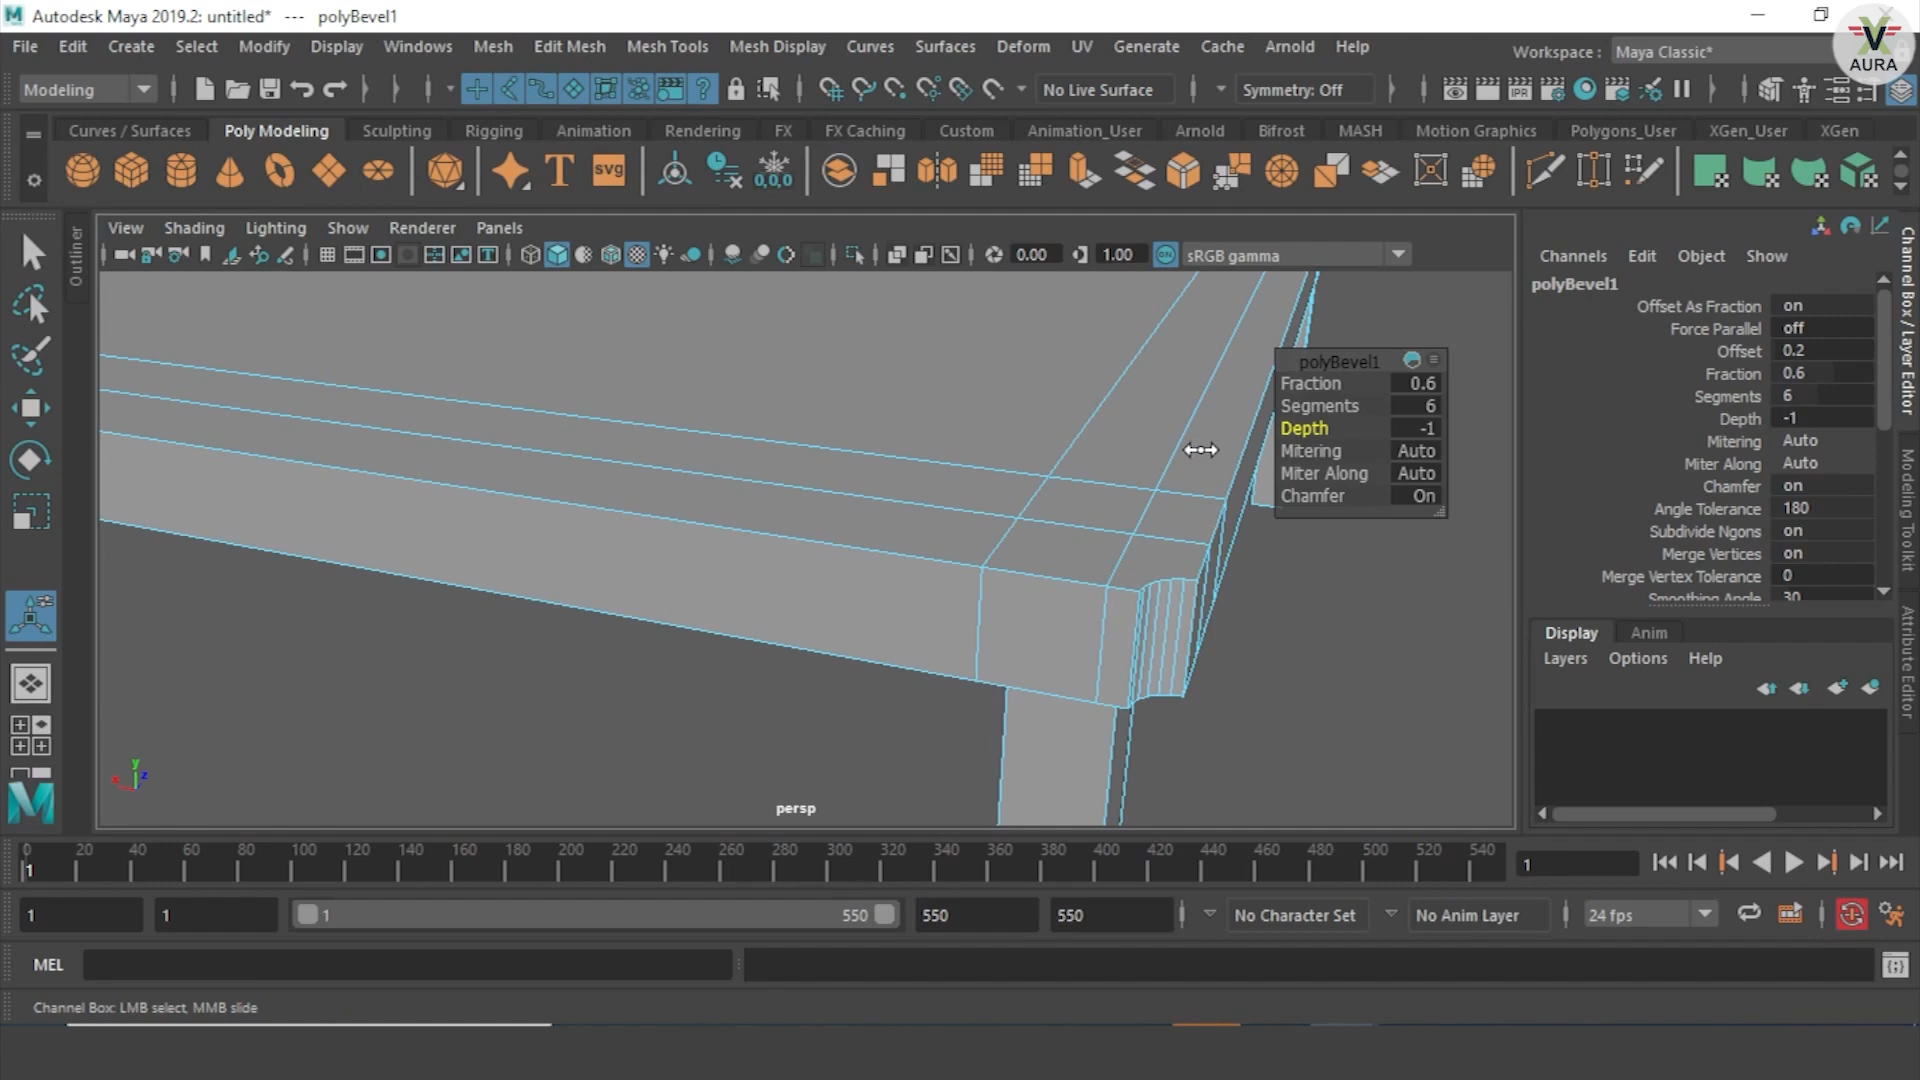 Autodesk Maya 2019.2: untitled* --- polyBevel1
File Edit Create Select Modify Display Windows Mesh Edit Mesh Mesh Tools Mesh Display Curves Surfaces Deform UV Generate Cache Arnold Help
Workspace : Maya Classic*
AURA
Modeling
No Live Surface
Symmetry: Off
IPR
Curves / Surfaces Poly Modeling Sculpting Rigging Animation Rendering FX FX Caching Custom Animation_User Arnold Bifrost MASH Motion Graphics Polygons_User XGen_User XGen
T
SVG
0,0,0
Outliner
View Shading Lighting Show Renderer Panels
0.00
1.00
ON
sRGB gamma
polyBevel1
Fraction 0.6
Segments 6
Depth -1
Mitering Auto
Miter Along Auto
Chamfer On
y
x
z
persp
Channels Edit Object Show
polyBevel1
Offset As Fraction on
Force Parallel off
Offset 0.2
Fraction 0.6
Segments 6
Depth -1
Mitering Auto
Miter Along Auto
Chamfer on
Angle Tolerance 180
Subdivide Ngons on
Merge Vertices on
Merge Vertex Tolerance 0
Smoothing Angle 30
Display Anim
Layers Options Help
Channel Box / Layer Editor
Modeling Toolkit
Attribute Editor
0 20 40 60 80 100 120 140 160 180 200 220 240 260 280 300 320 340 360 380 400 420 440 460 480 500 520 540
1
1
1
1
1
550
550
550
No Character Set
No Anim Layer
24 fps
MEL
Channel Box: LMB select, MMB slide